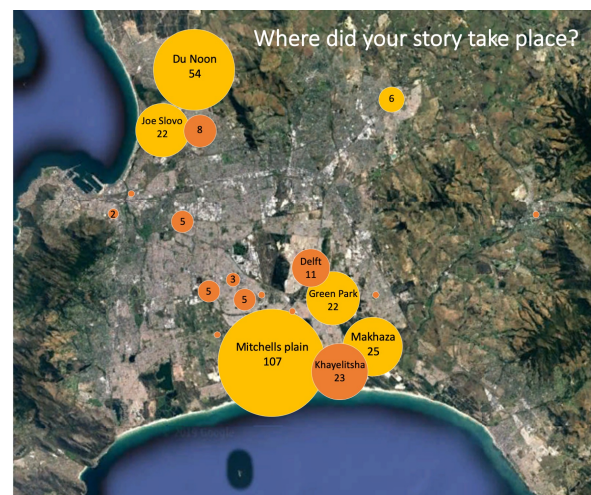 Where did your story take place?
Du Noon
54
6
Joe Slovo
22
8
2
5
Delft
11
3
5
5
Green Park
22
Mitchells plain
107
Makhaza
25
Khayelitsha
23